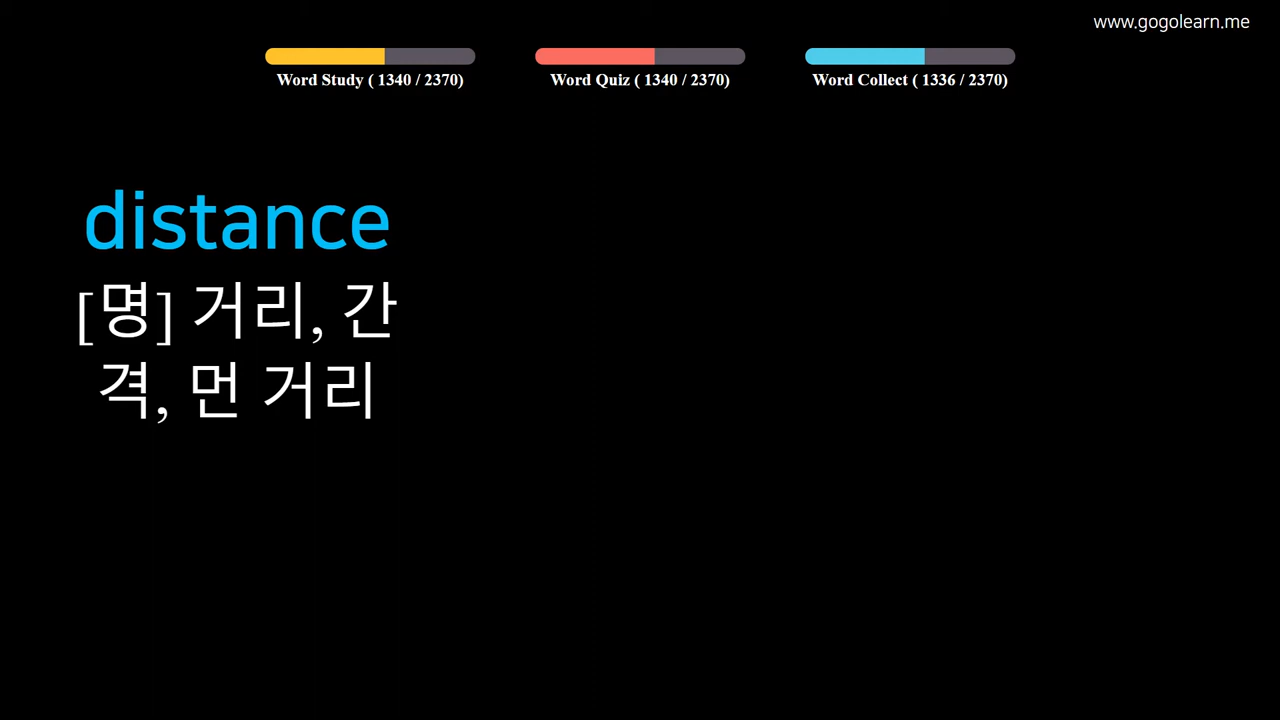 www.gogolearn.me
Word Study ( 1340 / 2370)
Word Quiz ( 1340 / 2370)
Word Collect ( 1336 / 2370)
distance
[명] 거리, 간
격, 먼 거리